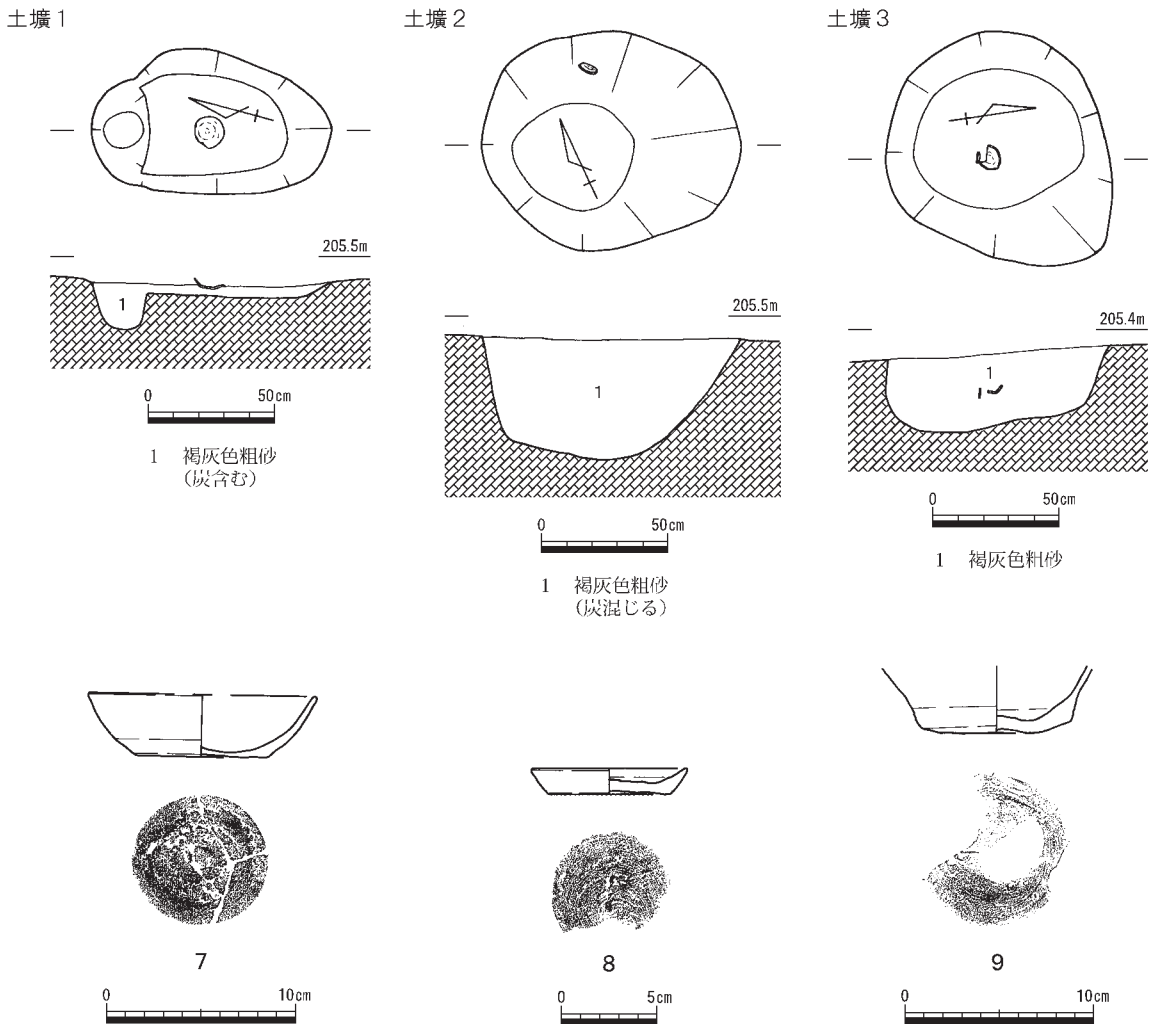 土壙1
205.5m
1
0 50cm
1 褐灰色粗砂
(炭含む)
土壙2
205.5m
1
0 50cm
1 褐灰色粗砂
(炭混じる)
土壙3
205.4m
1
0 50cm
1 褐灰色粗砂
7
0 10cm
8
0 5cm
9
0 10cm